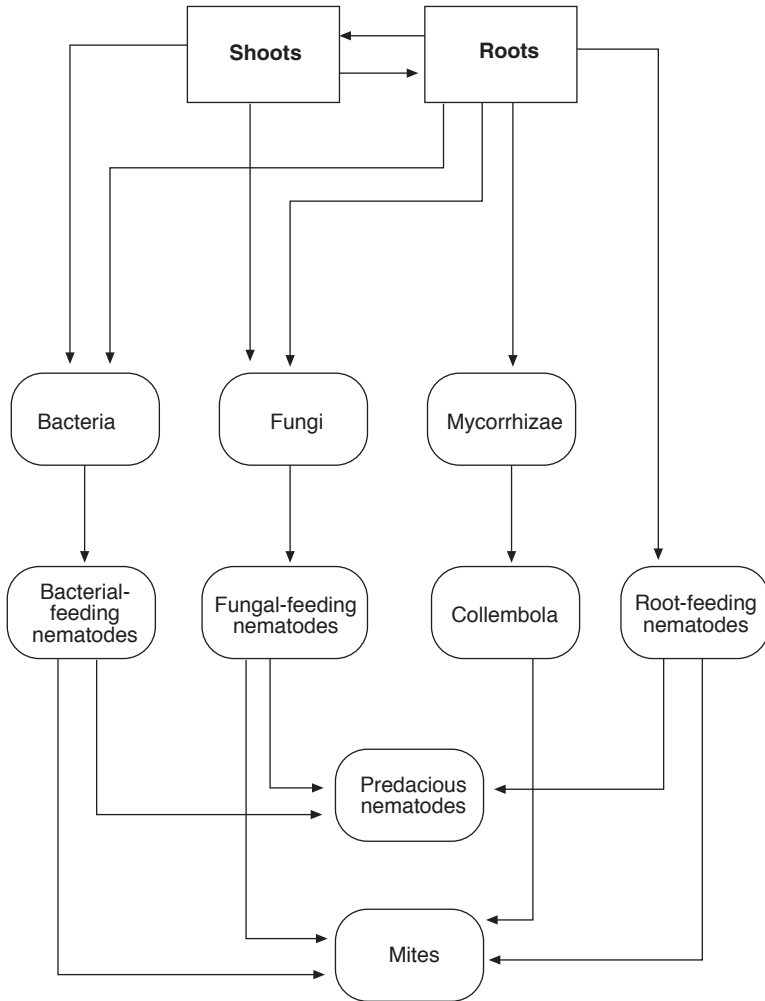 Shoots
Roots
Bacteria
Fungi
Mycorrhizae
Bacterial-
feeding
nematodes
Fungal-feeding
nematodes
Collembola
Root-feeding
nematodes
Predacious
nematodes
Mites